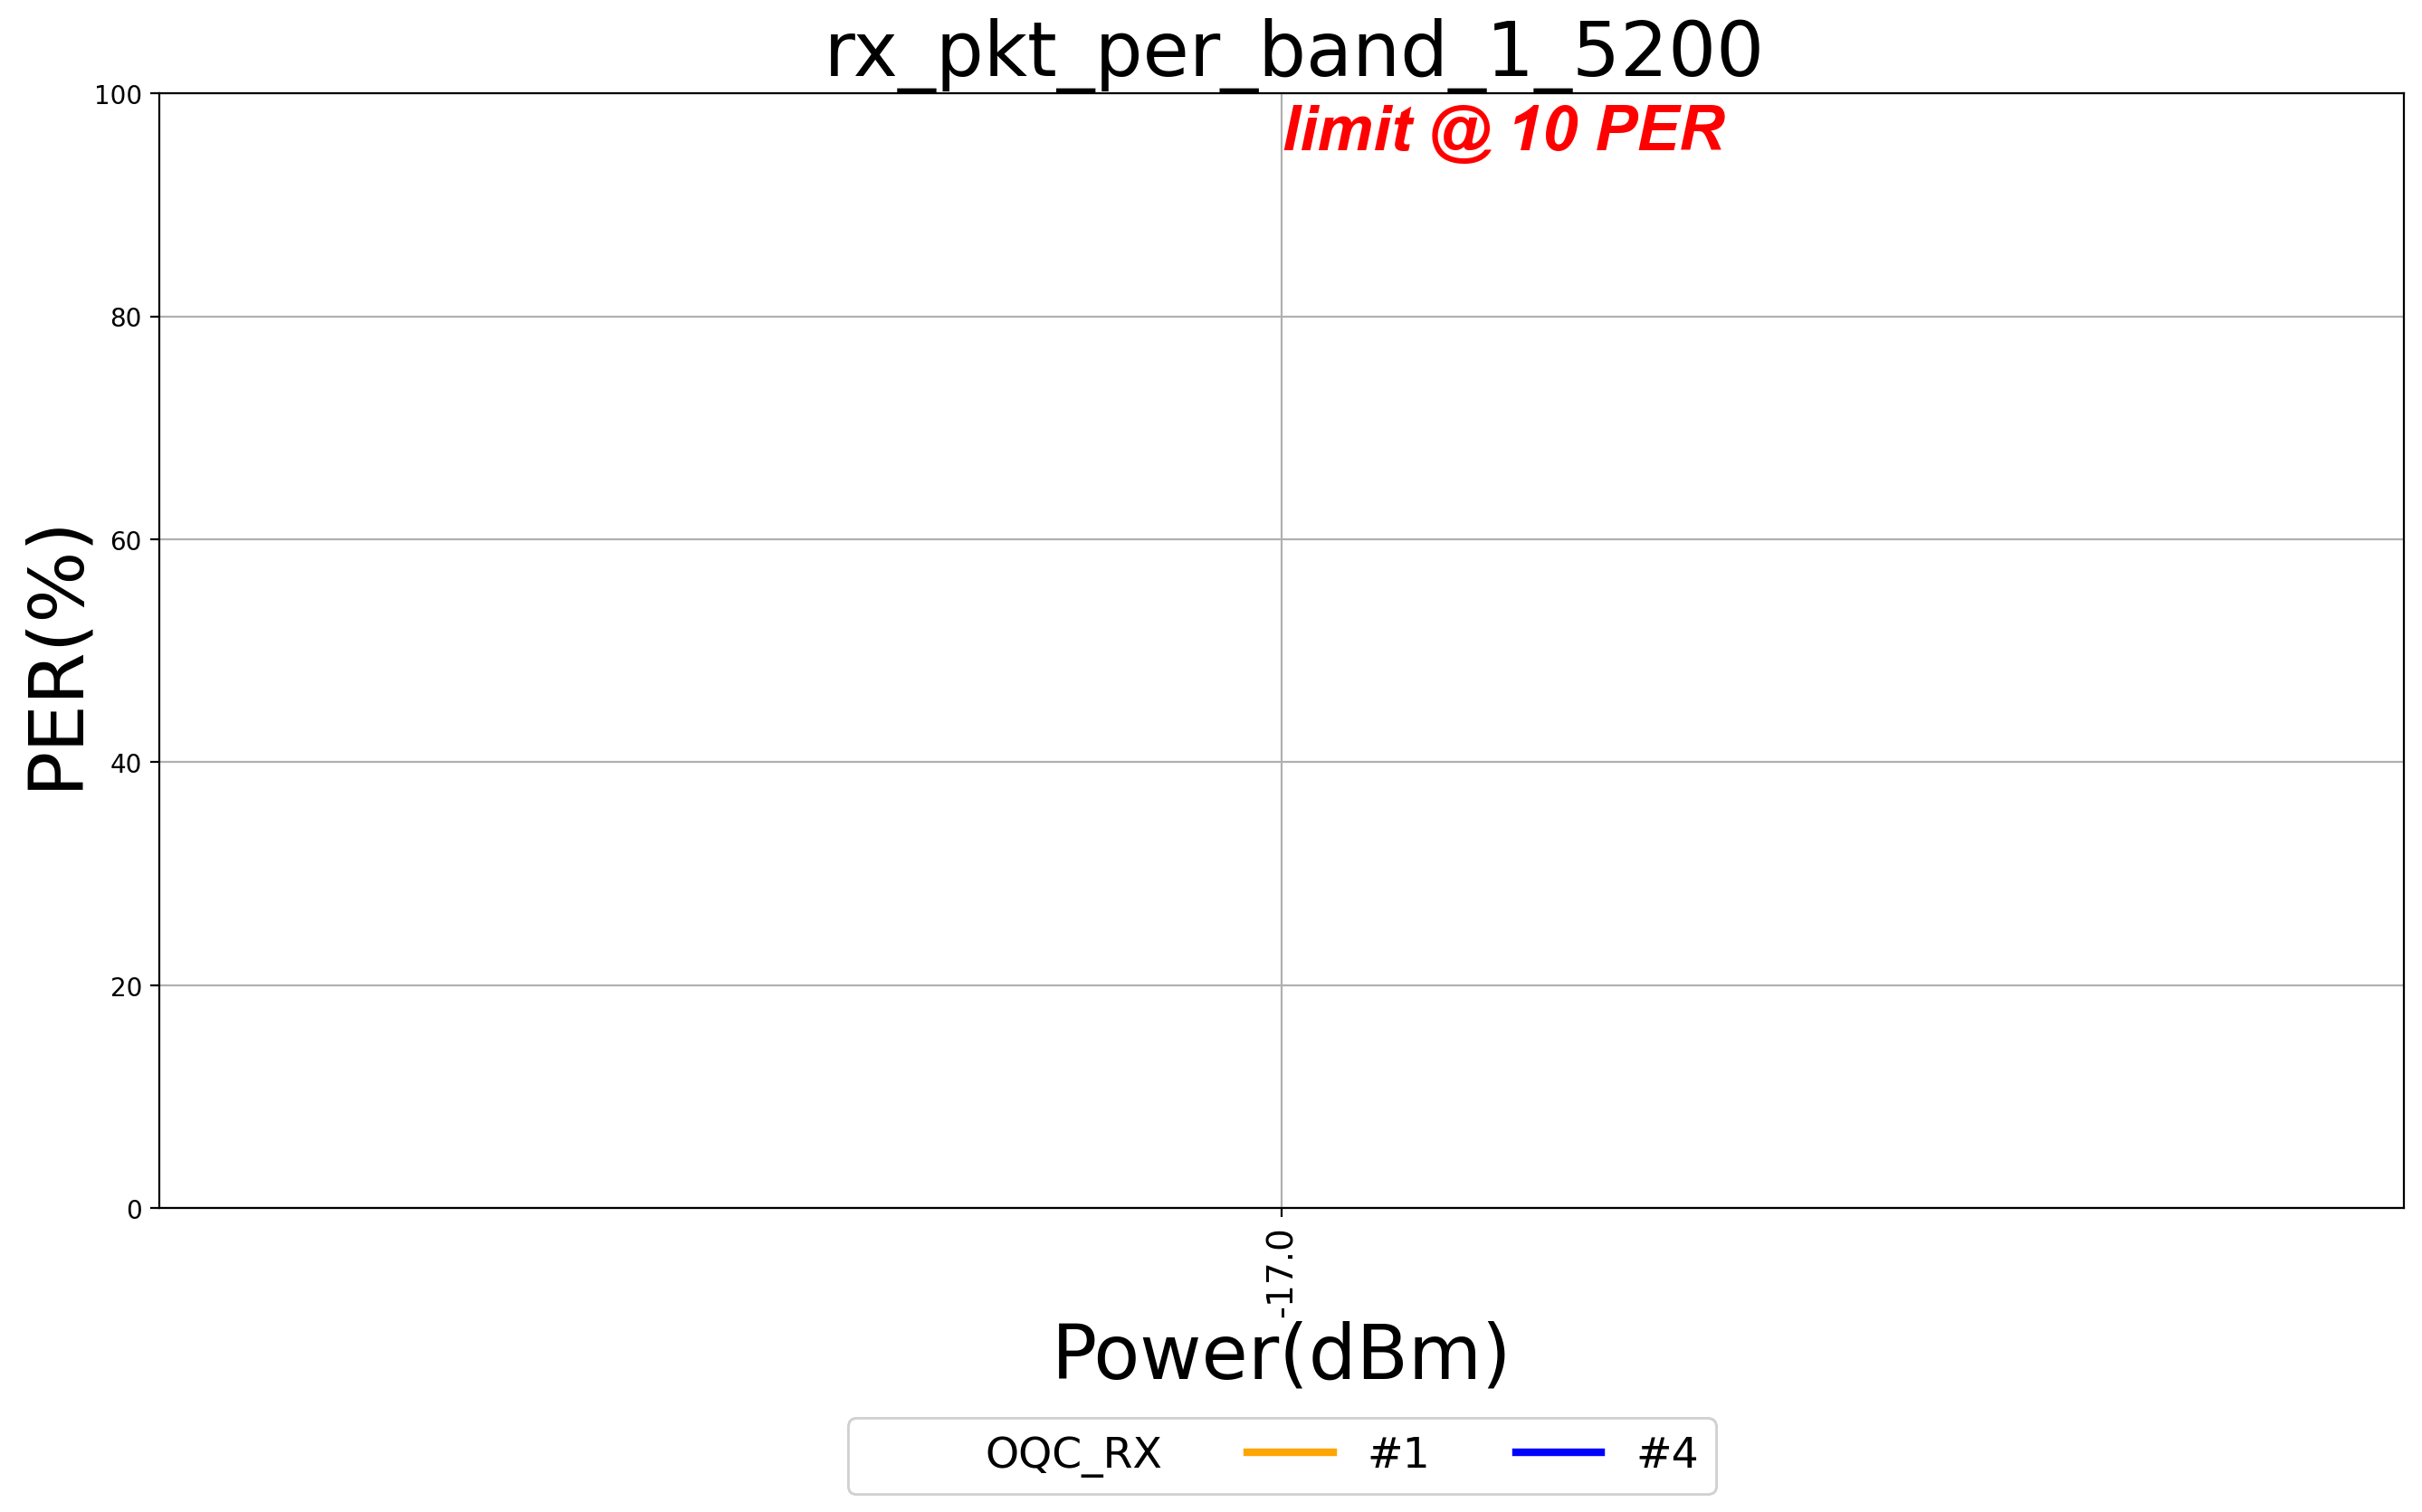 rx_pkt_per_band_1_5200
limit @ 10 PER
PER(%)
100
80
60
40
20
0
-17.0
Power(dBm)
OQC_RX #1 #4